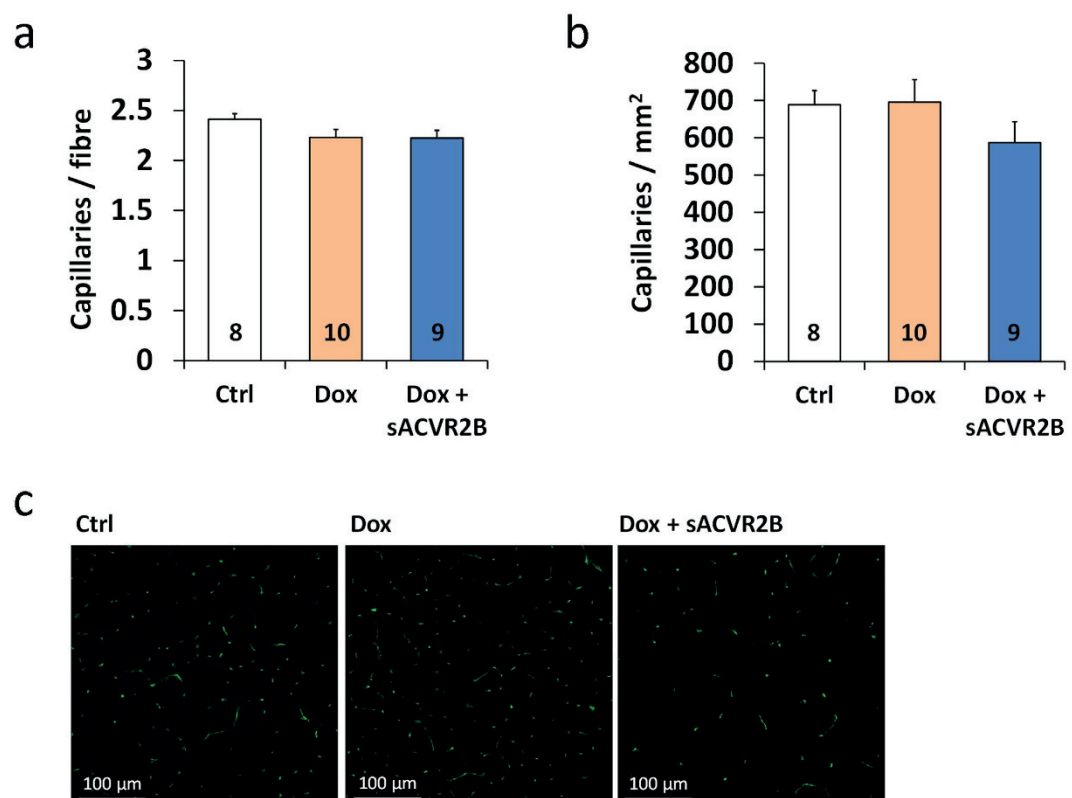 a
Capillaries / fibre
3
2.5
2
1.5
1
0.5
0
8
10
9
Ctrl
Dox
Dox +
sACVR2B
b
Capillaries / mm²
800
700
600
500
400
300
200
100
0
8
10
9
Ctrl
Dox
Dox +
sACVR2B
c
Ctrl
Dox
Dox + sACVR2B
100 µm
100 µm
100 µm